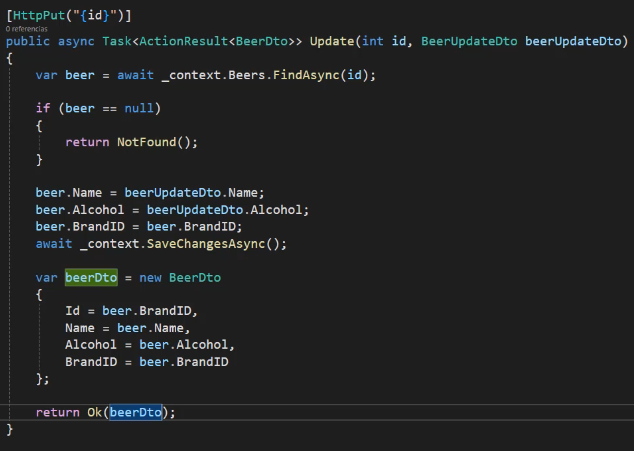 [HttpPut("{id}")]
0 referencias
public async Task<ActionResult<BeerDto>> Update(int id, BeerUpdateDto beerUpdateDto)
{
var beer = await _context.Beers.FindAsync(id);
if (beer == null)
{
return NotFound();
}
beer.Name = beerUpdateDto.Name;
beer.Alcohol = beerUpdateDto.Alcohol;
beer.BrandID = beer.BrandID;
await _context.SaveChangesAsync();
var beerDto = new BeerDto
{
Id = beer.BrandID,
Name = beer.Name,
Alcohol = beer.Alcohol,
BrandID = beer.BrandID
};
return Ok(beerDto);
}